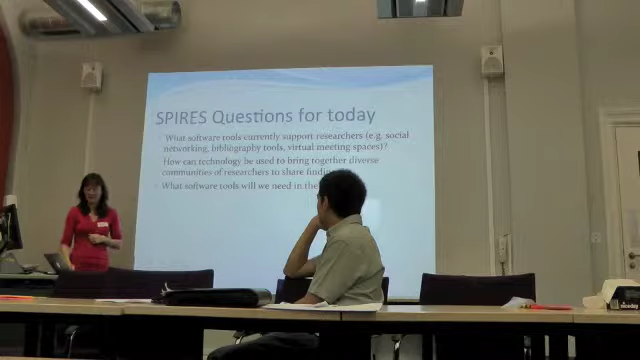 SPIRES Questions for today
What software tools currently support researchers (e.g. social
networking, bibliography tools, virtual meeting spaces)?
How can technology be used to bring together diverse
communities of researchers to share
What software tools will we need in the